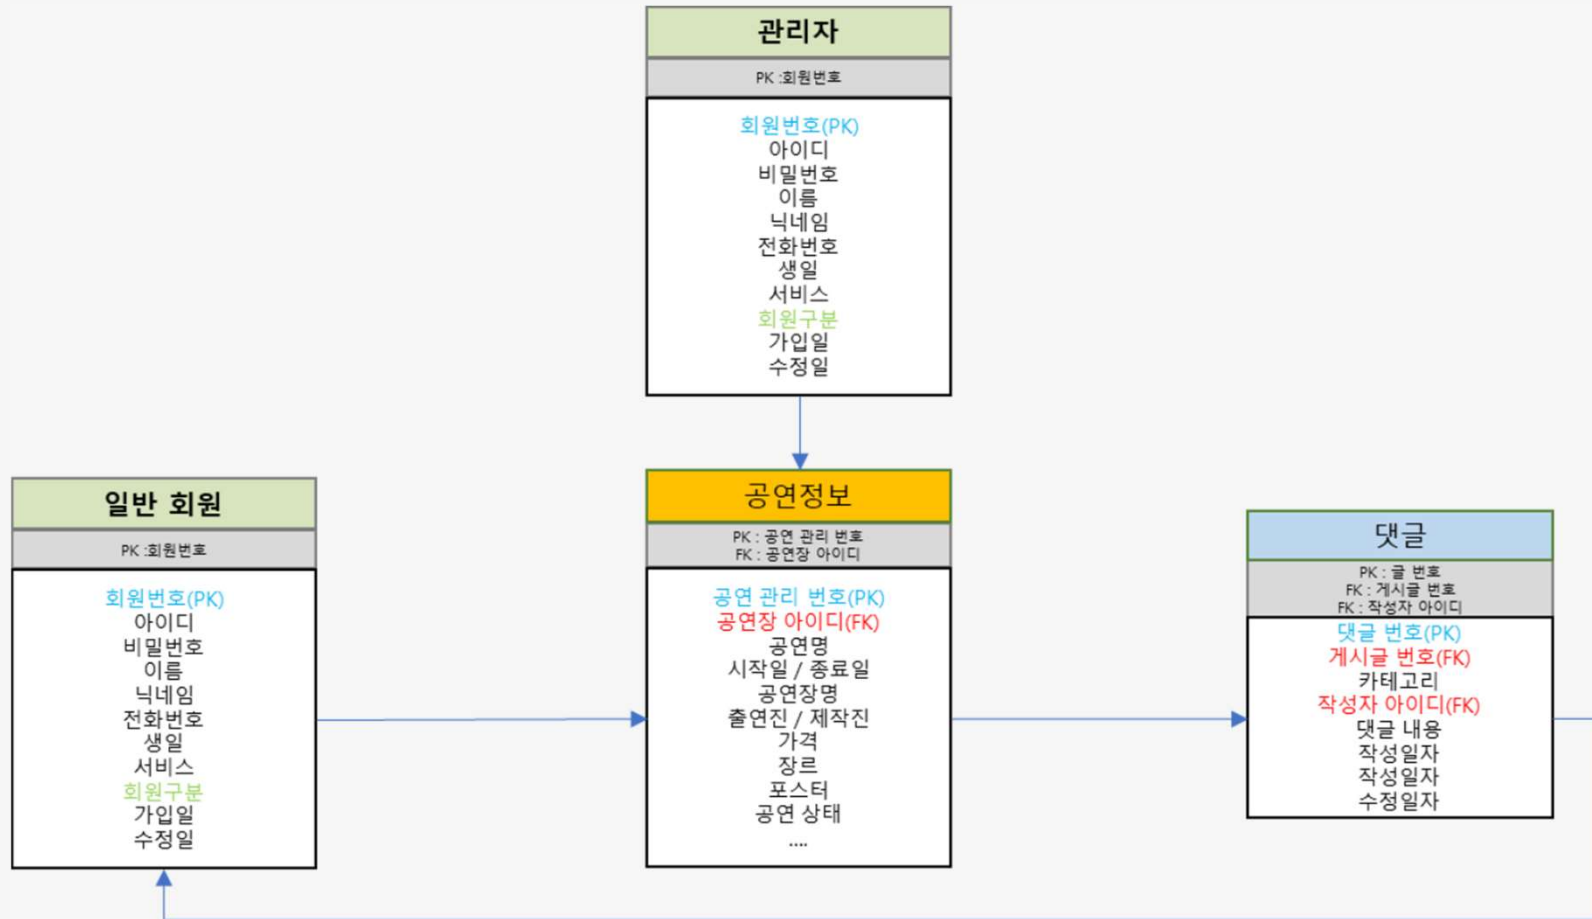 관리자
PK :회원번호
회원번호(PK)
아이디
비밀번호
이름
닉네임
전화번호
생일
서비스
회원구분
가입일
수정일
일반 회원
PK :회원번호
회원번호(PK)
아이디
비밀번호
이름
닉네임
전화번호
생일
서비스
회원구분
가입일
수정일
공연정보
PK : 공연 관리 번호
FK : 공연장 아이디
공연 관리 번호(PK)
공연장 아이디(FK)
공연명
시작일 / 종료일
공연장명
출연진 / 제작진
가격
장르
포스터
공연 상태
....
댓글
PK : 글 번호
FK : 게시글 번호
FK : 작성자 아이디
댓글 번호(PK)
게시글 번호(FK)
카테고리
작성자 아이디(FK)
댓글 내용
작성일자
작성일자
수정일자